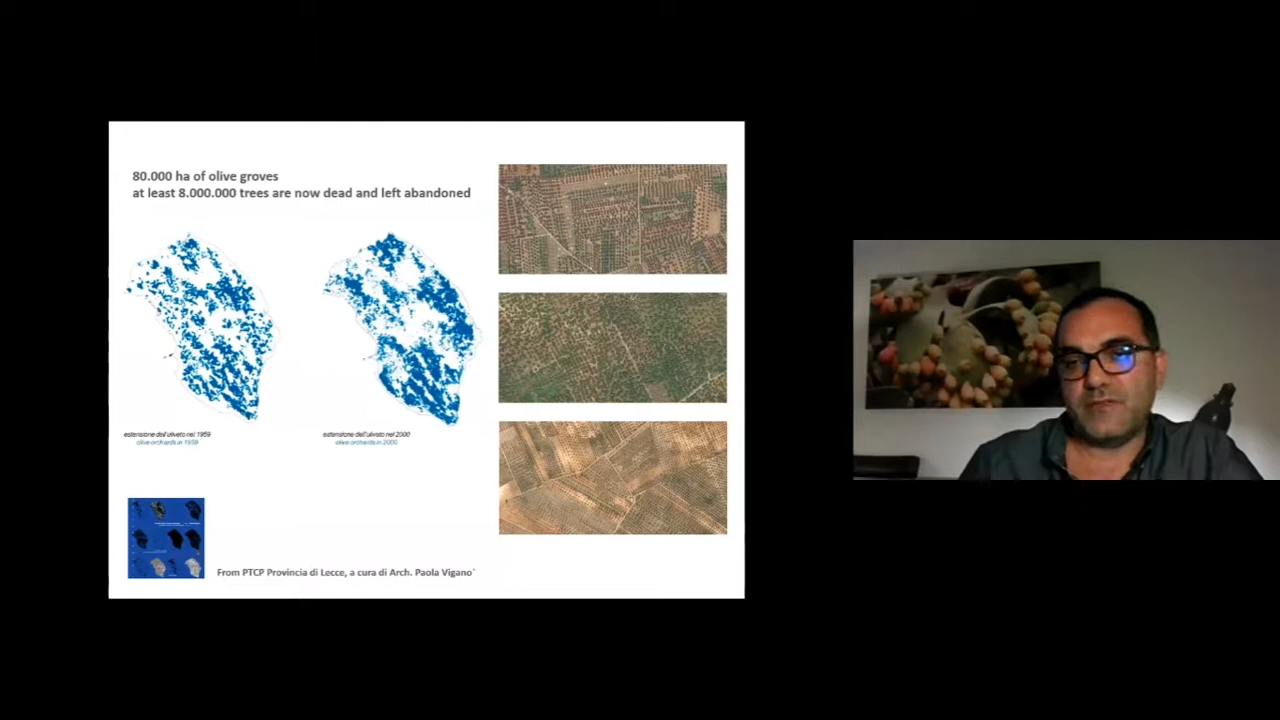 80.000 ha of olive groves
at least 8.000.000 trees are now dead and left abandoned
estensione dell'uliveto nel 1959
olive orchards in 1959
estensione dell'uliveto nel 2000
olive orchards in 2000
From PTCP Provincia di Lecce, a cura di Arch. Paola Vigano`